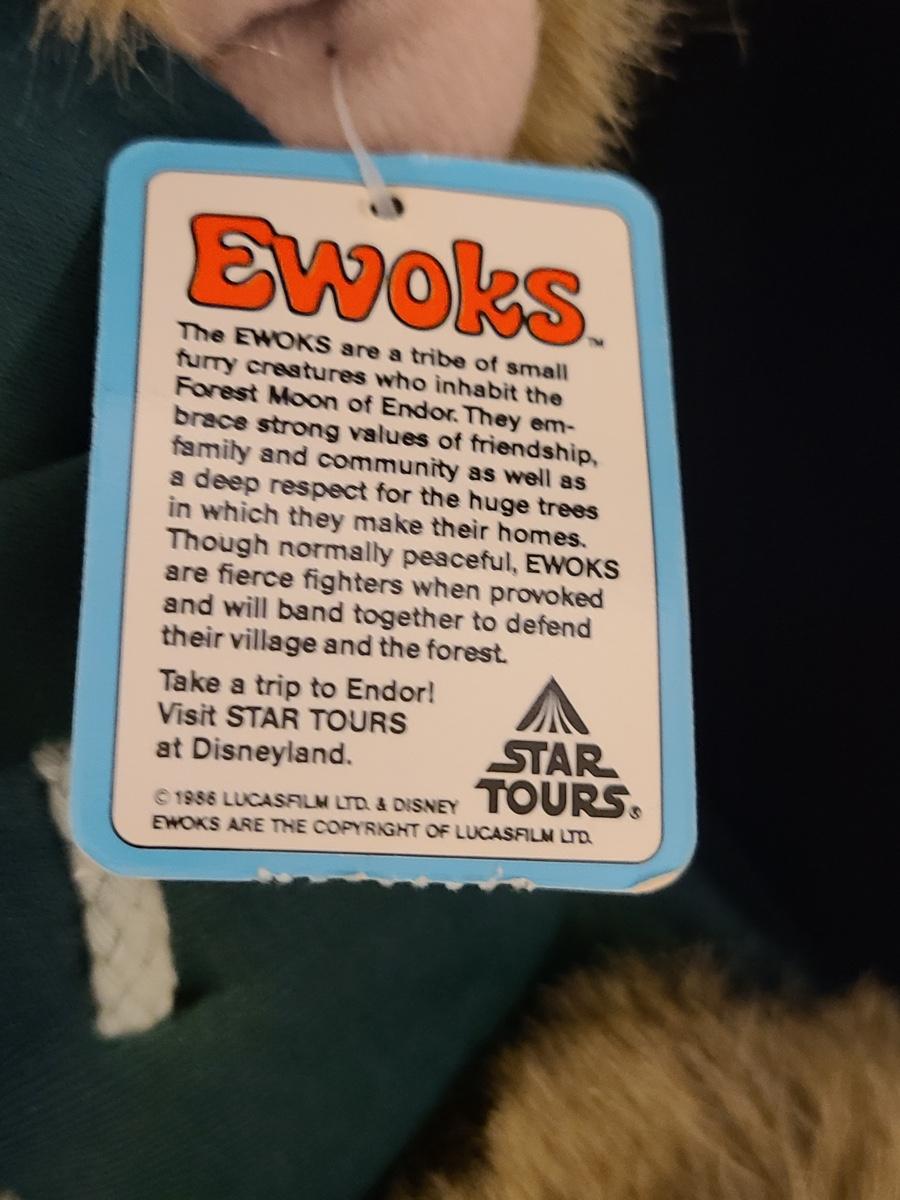 Ewoks™
The EWOKS are a tribe of small
furry creatures who inhabit the
Forest Moon of Endor. They em-
brace strong values of friendship,
family and community as well as
a deep respect for the huge trees
in which they make their homes.
Though normally peaceful, EWOKS
are fierce fighters when provoked
and will band together to defend
their village and the forest.
Take a trip to Endor!
Visit STAR TOURS
at Disneyland.
STAR
TOURS®
© 1986 LUCASFILM LTD. & DISNEY
EWOKS ARE THE COPYRIGHT OF LUCASFILM LTD.